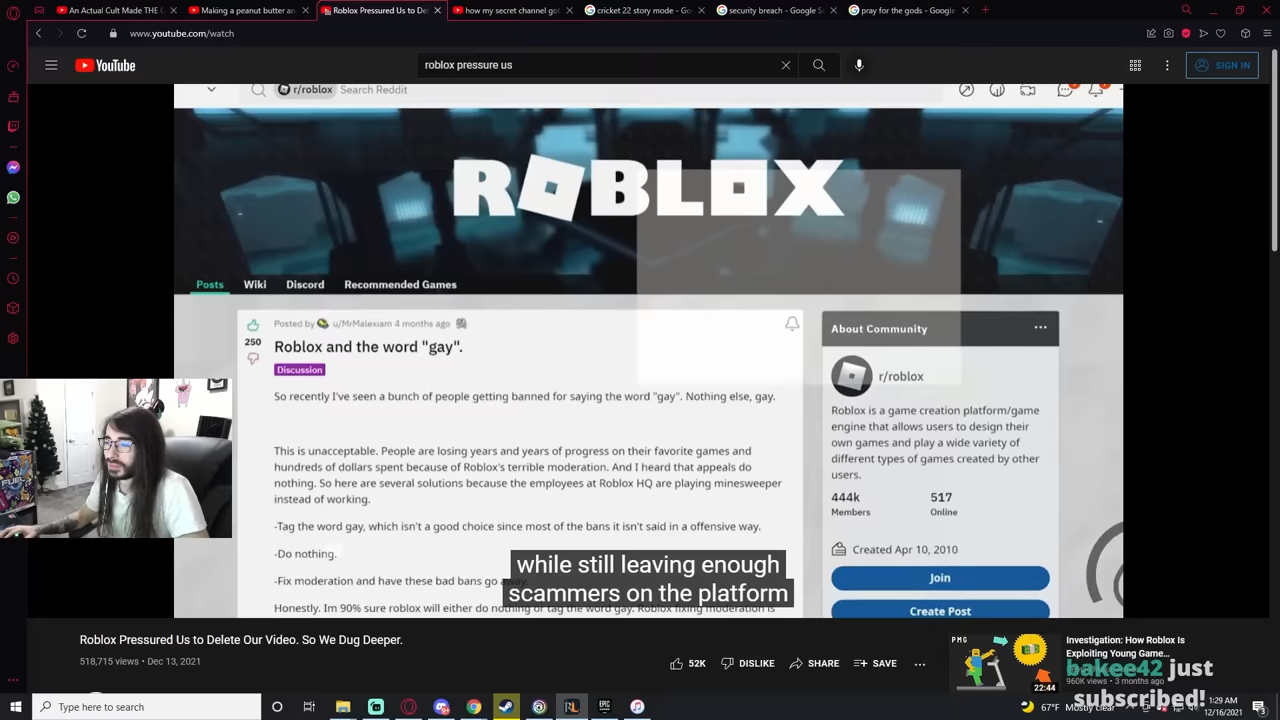 An Actual Cult Made THE G
Making a peanut butter an
Roblox Pressured Us to Del
how my secret channel got
cricket 22 story mode - Go
security breach - Google Se
pray for the gods - Google
www.youtube.com/watch
YouTube
roblox pressure us
SIGN IN
r/roblox
Search Reddit
ROBLOX
Posts
Wiki
Discord
Recommended Games
Posted by u/MrMalexiam 4 months ago
250
Roblox and the word "gay".
Discussion
So recently I've seen a bunch of people getting banned for saying the word "gay". Nothing else, gay.
This is unacceptable. People are losing years and years of progress on their favorite games and
hundreds of dollars spent because of Roblox's terrible moderation. And I heard that appeals do
nothing. So here are several solutions because the employees at Roblox HQ are playing minesweeper
instead of working.
-Tag the word gay, which isn't a good choice since most of the bans it isn't said in a offensive way.
-Do nothing.
-Fix moderation and have these bad bans go away.
Honestly. Im 90% sure roblox will either do nothing or tag the word gay. Roblox fixing moderation is
About Community
r/roblox
Roblox is a game creation platform/game
engine that allows users to design their
own games and play a wide variety of
different types of games created by other
users.
444k
517
Members
Online
Created Apr 10, 2010
Join
Create Post
while still leaving enough
scammers on the platform
Roblox Pressured Us to Delete Our Video. So We Dug Deeper.
518,715 views • Dec 13, 2021
52K
DISLIKE
SHARE
SAVE
PMG
22:44
Investigation: How Roblox Is
Exploiting Young Game...
960K views • 3 months ago
bakee42 just
subscribed!
Type here to search
67°F Mostly clear
1:29 AM
12/16/2021